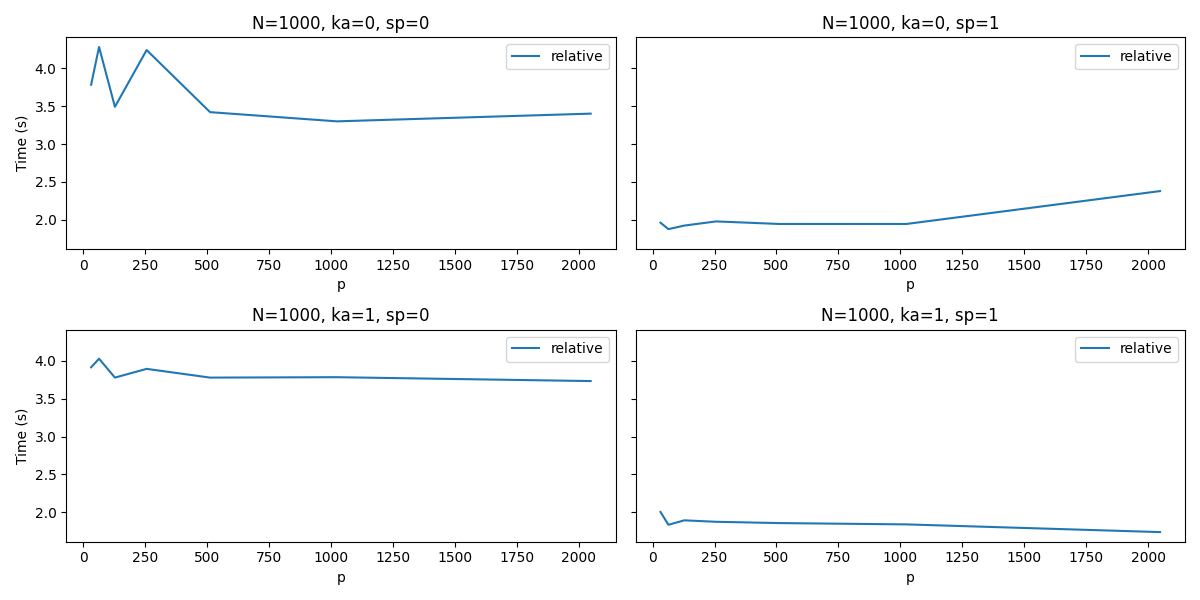 N=1000, ka=0, sp=0
relative
Time (s)
4.0
3.5
3.0
2.5
2.0
0 250 500 750 1000 1250 1500 1750 2000
p
N=1000, ka=0, sp=1
relative
0 250 500 750 1000 1250 1500 1750 2000
p
N=1000, ka=1, sp=0
relative
Time (s)
4.0
3.5
3.0
2.5
2.0
0 250 500 750 1000 1250 1500 1750 2000
p
N=1000, ka=1, sp=1
relative
0 250 500 750 1000 1250 1500 1750 2000
p